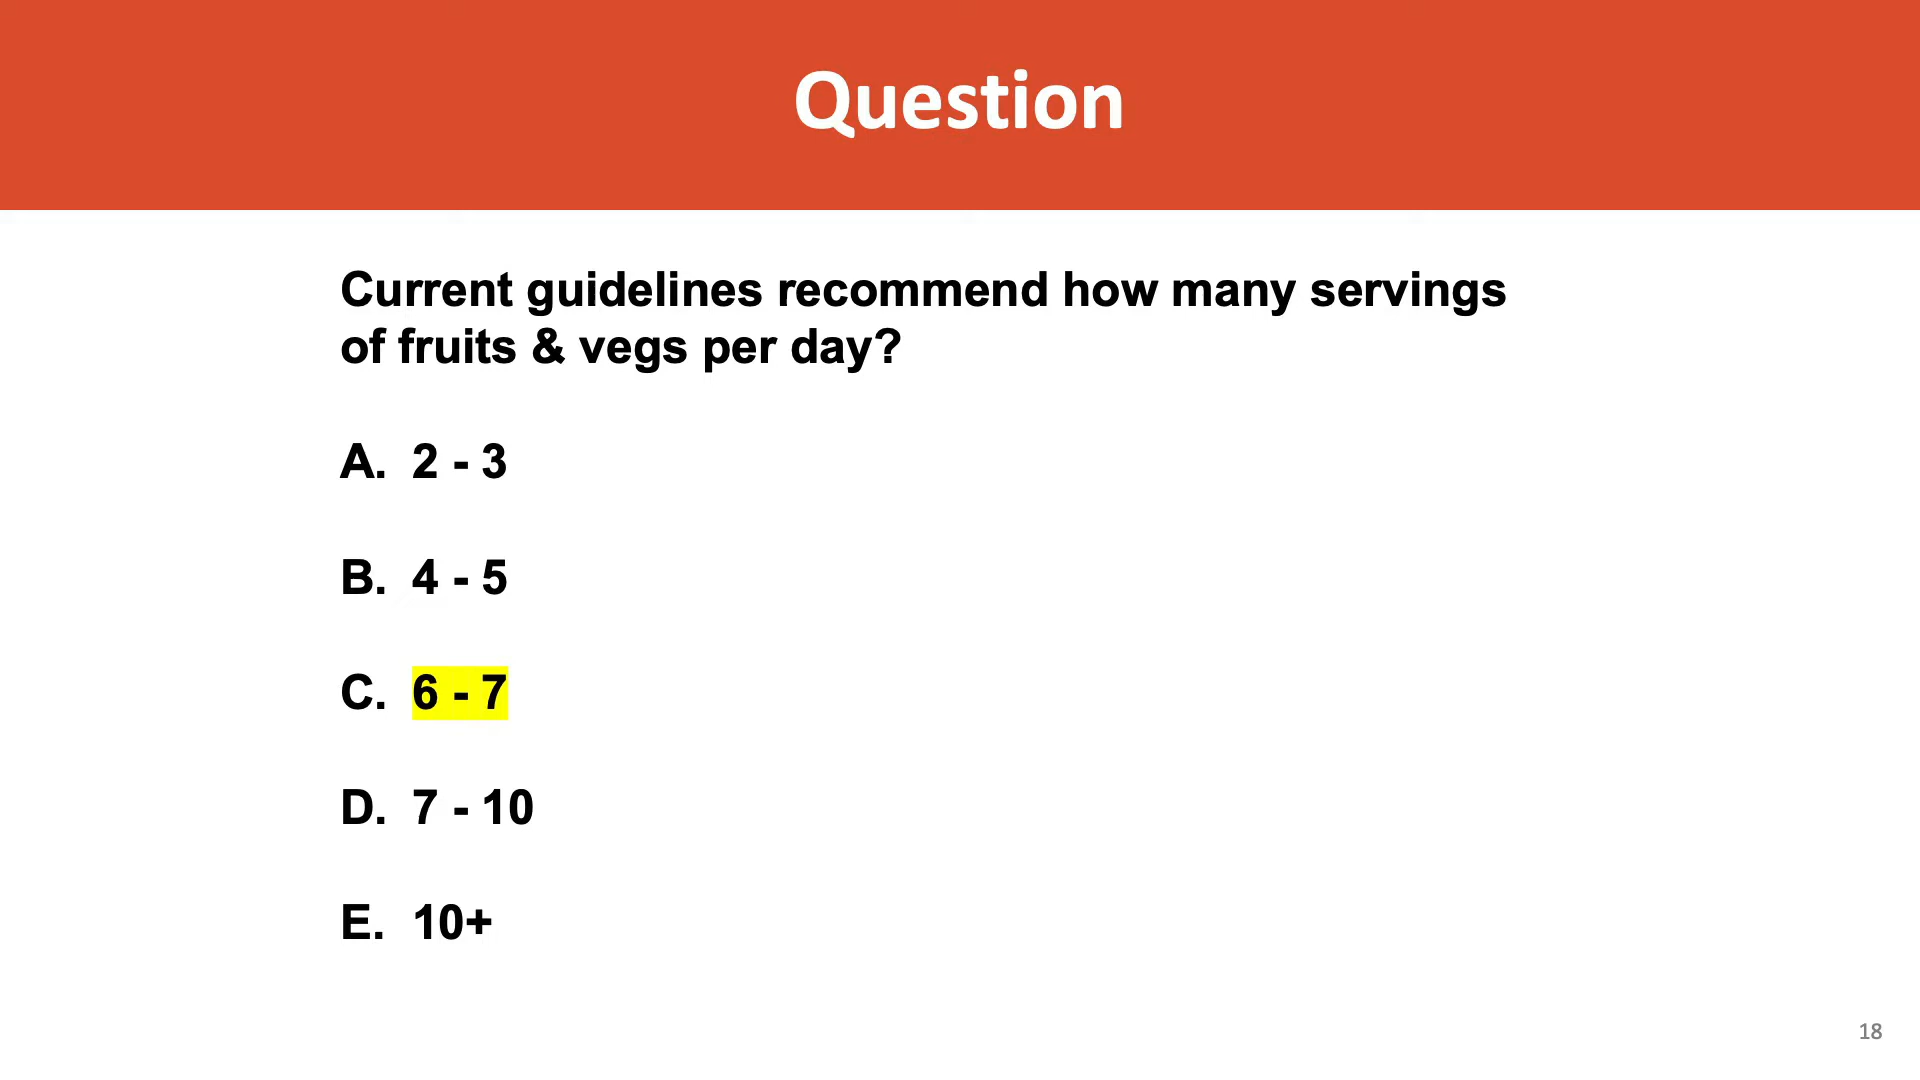 Question
Current guidelines recommend how many servings
of fruits & vegs per day?
A. 2 - 3
B. 4 - 5
C. 6 - 7
D. 7 - 10
E. 10+
18